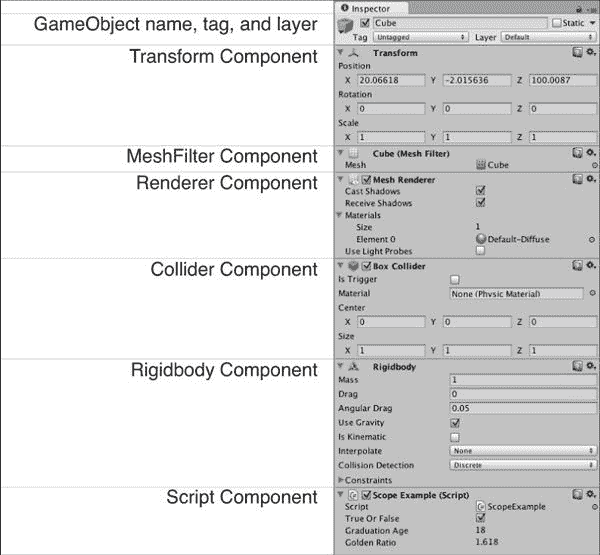 Inspector
GameObject name, tag, and layer
Cube Static
Tag Untagged Layer Default
Transform Component
Transform
Position
X 20.06618 Y -2.015636 Z 100.0087
Rotation
X 0 Y 0 Z 0
Scale
X 1 Y 1 Z 1
MeshFilter Component
Cube (Mesh Filter)
Mesh Cube
Renderer Component
Mesh Renderer
Cast Shadows
Receive Shadows
Materials
Size 1
Element 0 Default-Diffuse
Use Light Probes
Collider Component
Box Collider
Is Trigger
Material None (Physic Material)
Center
X 0 Y 0 Z 0
Size
X 1 Y 1 Z 1
Rigidbody Component
Rigidbody
Mass 1
Drag 0
Angular Drag 0.05
Use Gravity
Is Kinematic
Interpolate None
Collision Detection Discrete
Constraints
Script Component
Scope Example (Script)
Script ScopeExample
True Or False
Graduation Age 18
Golden Ratio 1.618